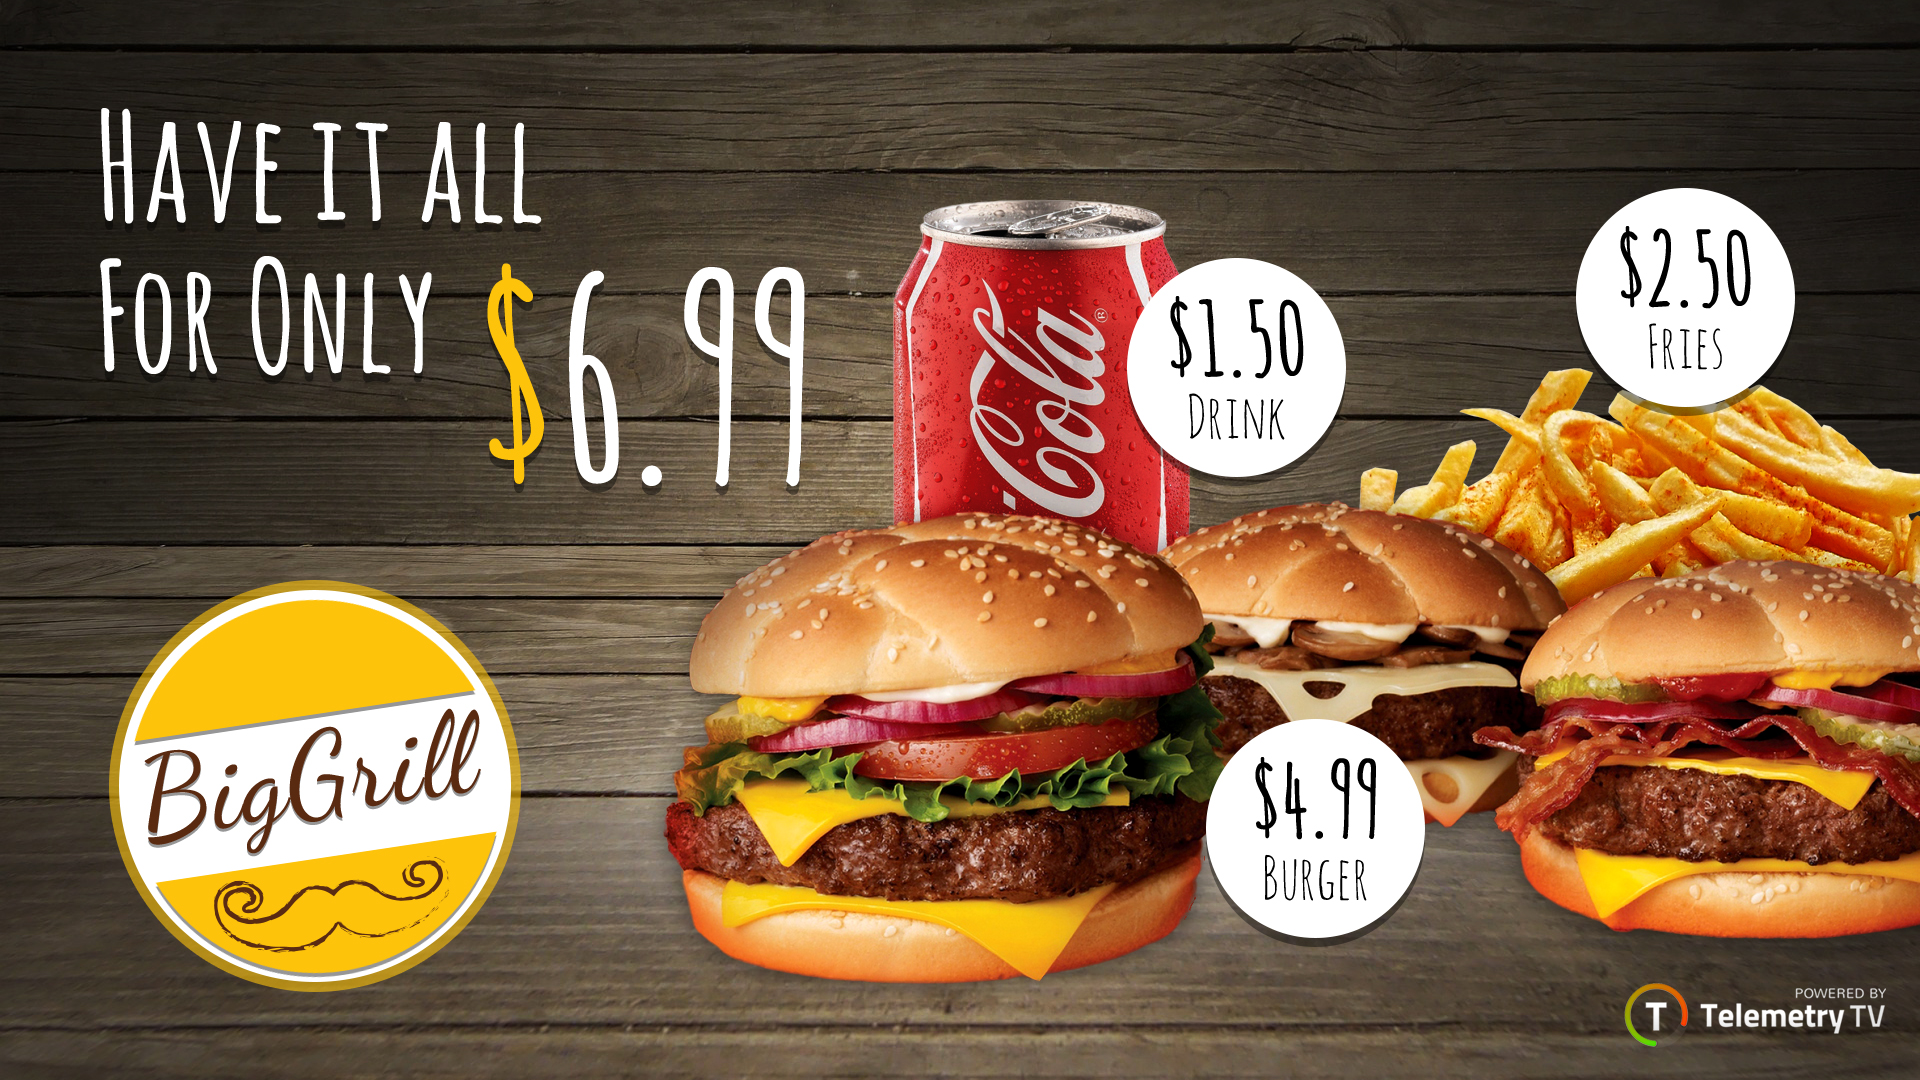 Have it all
For Only $6.99
Cola®
$1.50
Drink
$2.50
Fries
$4.99
Burger
BigGrill
POWERED BY
T Telemetry TV